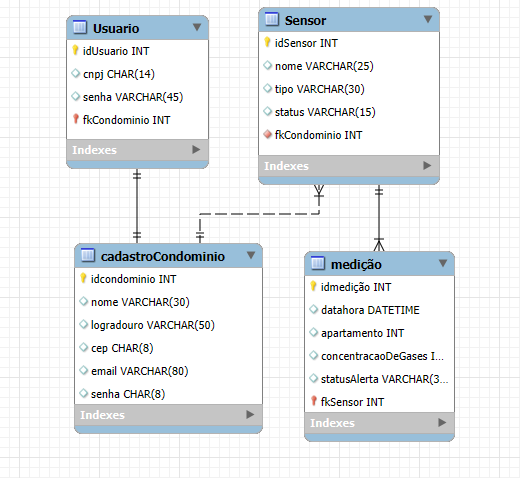 Usuario
idUsuario INT
cnpj CHAR(14)
senha VARCHAR(45)
fkCondominio INT
Indexes
Sensor
idSensor INT
nome VARCHAR(25)
tipo VARCHAR(30)
status VARCHAR(15)
fkCondominio INT
Indexes
cadastroCondominio
idcondominio INT
nome VARCHAR(30)
logradouro VARCHAR(50)
cep CHAR(8)
email VARCHAR(80)
senha CHAR(8)
Indexes
medição
idmedição INT
datahora DATETIME
apartamento INT
concentracaoDeGases I...
statusAlerta VARCHAR(3...
fkSensor INT
Indexes